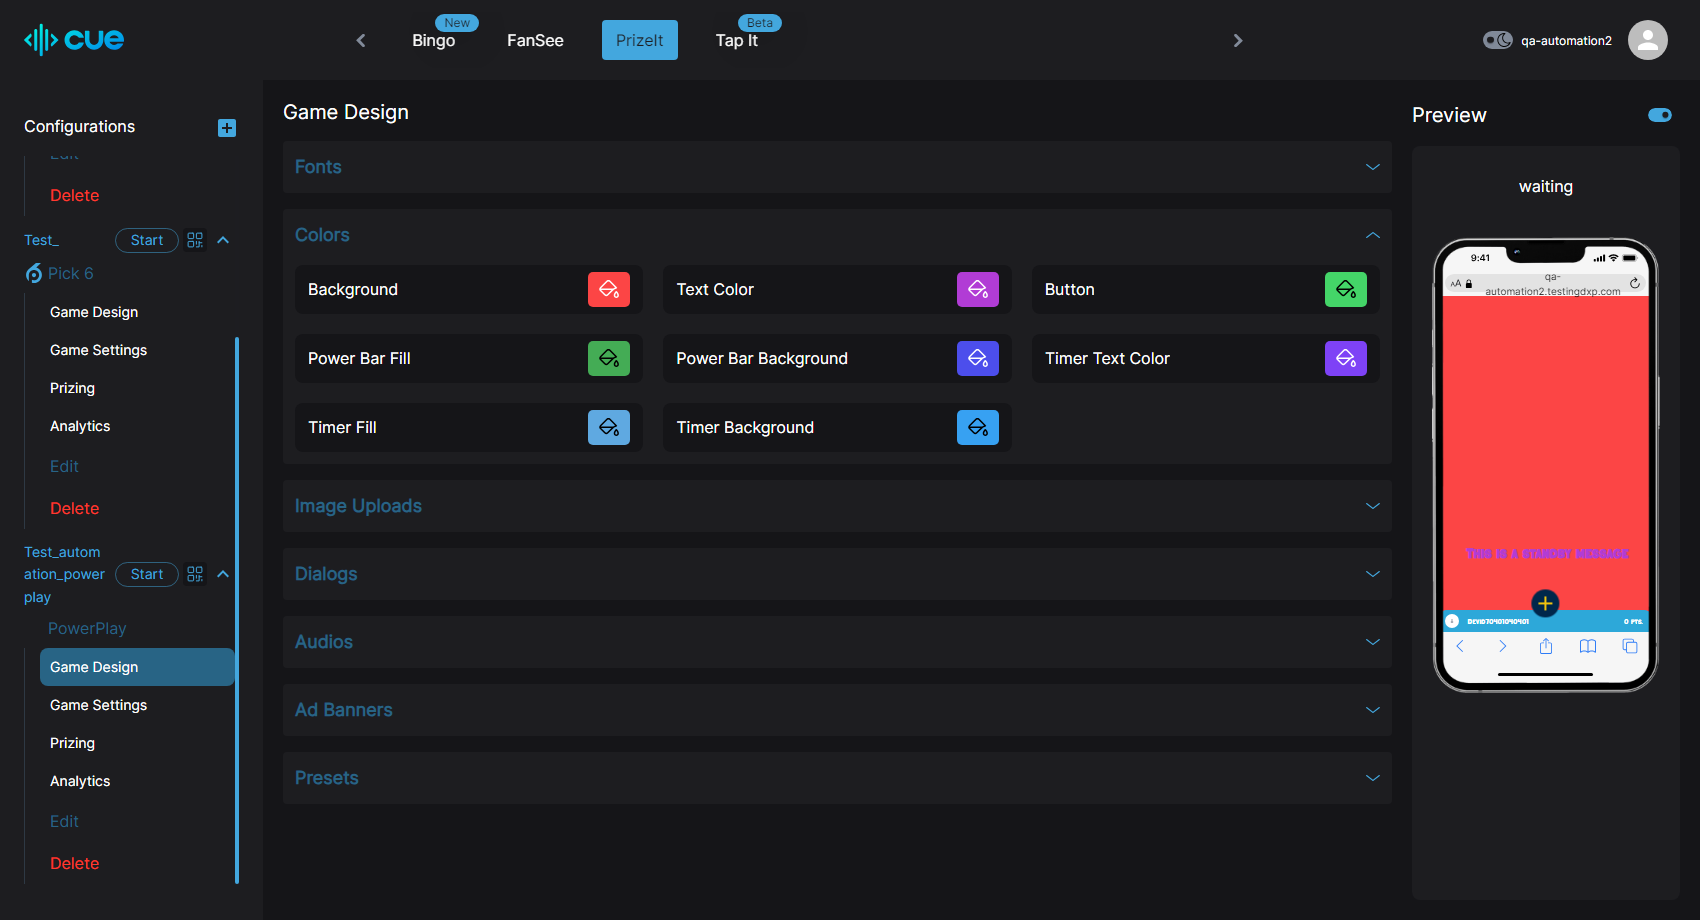 cue
New
Bingo
FanSee
PrizeIt
Beta
Tap It
qa-automation2
Configurations
Edit
Delete
Test_
Start
Pick 6
Game Design
Game Settings
Prizing
Analytics
Edit
Delete
Test_autom
ation_power
play
Start
PowerPlay
Game Design
Game Settings
Prizing
Analytics
Edit
Delete
Game Design
Fonts
Colors
Background
Text Color
Button
Power Bar Fill
Power Bar Background
Timer Text Color
Timer Fill
Timer Background
Image Uploads
Dialogs
Audios
Ad Banners
Presets
Preview
waiting
9:41
AA
qa-
automation2.testingdxp.com
This is a standby message
0 PTS.